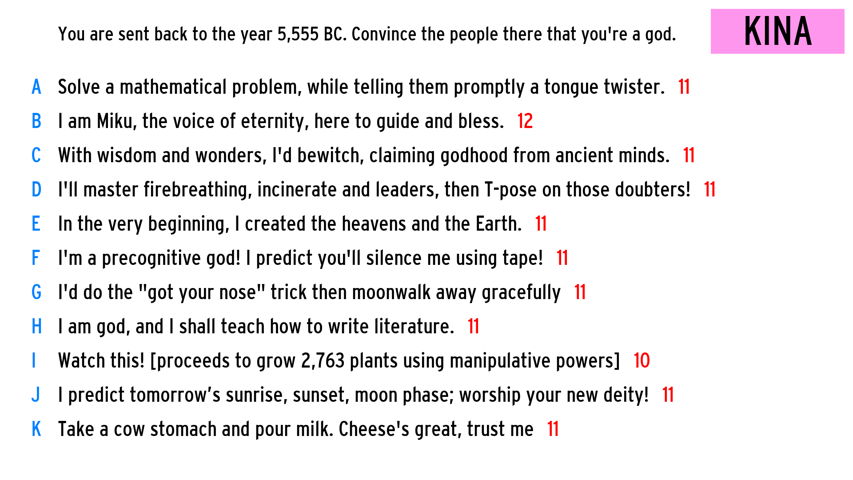 You are sent back to the year 5,555 BC. Convince the people there that you're a god.
KINA
A Solve a mathematical problem, while telling them promptly a tongue twister. 11
B I am Miku, the voice of eternity, here to guide and bless. 12
C With wisdom and wonders, I'd bewitch, claiming godhood from ancient minds. 11
D I'll master firebreathing, incinerate and leaders, then T-pose on those doubters! 11
E In the very beginning, I created the heavens and the Earth. 11
F I'm a precognitive god! I predict you'll silence me using tape! 11
G I'd do the "got your nose" trick then moonwalk away gracefully 11
H I am god, and I shall teach how to write literature. 11
I Watch this! [proceeds to grow 2,763 plants using manipulative powers] 10
J I predict tomorrow’s sunrise, sunset, moon phase; worship your new deity! 11
K Take a cow stomach and pour milk. Cheese's great, trust me 11